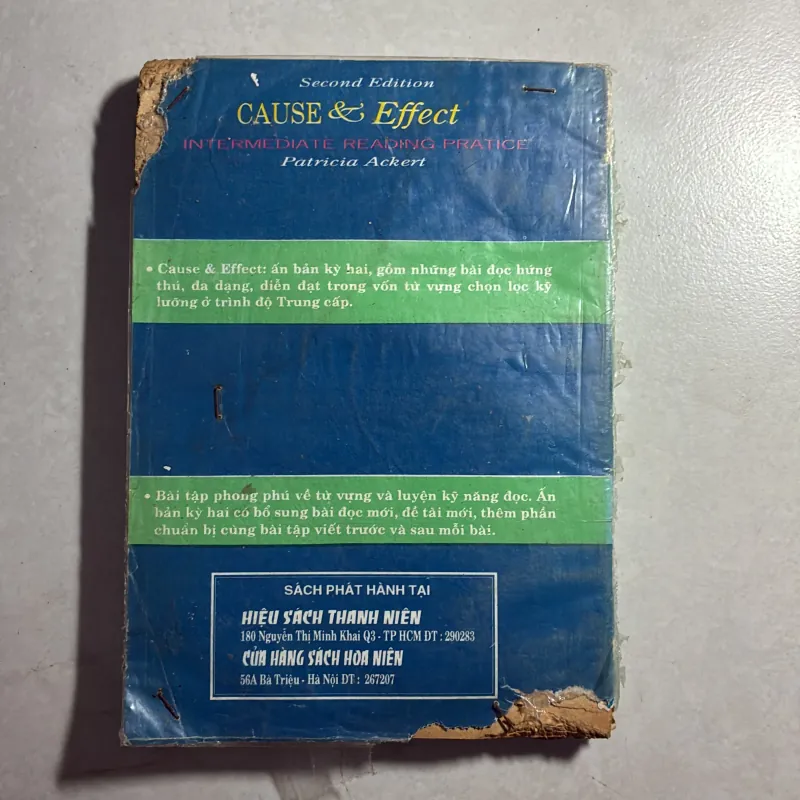 Second Edition
CAUSE & Effect
INTERMEDIATE READING PRATICE
Patricia Ackert
• Cause & Effect: ấn bản kỳ hai, gồm những bài đọc hứng
thú, đa dạng, diễn đạt trong vốn từ vựng chọn lọc kỹ
lưỡng ở trình độ Trung cấp.
• Bài tập phong phú về từ vựng và luyện kỹ năng đọc. Ấn
bản kỳ hai có bổ sung bài đọc mới, đề tài mới, thêm phần
chuẩn bị cùng bài tập viết trước và sau mỗi bài.
SÁCH PHÁT HÀNH TẠI
HIỆU SÁCH THANH NIÊN
180 Nguyễn Thị Minh Khai Q3 - TP HCM ĐT : 290283
CỬA HÀNG SÁCH HOA NIÊN
56A Bà Triệu - Hà Nội ĐT : 267207